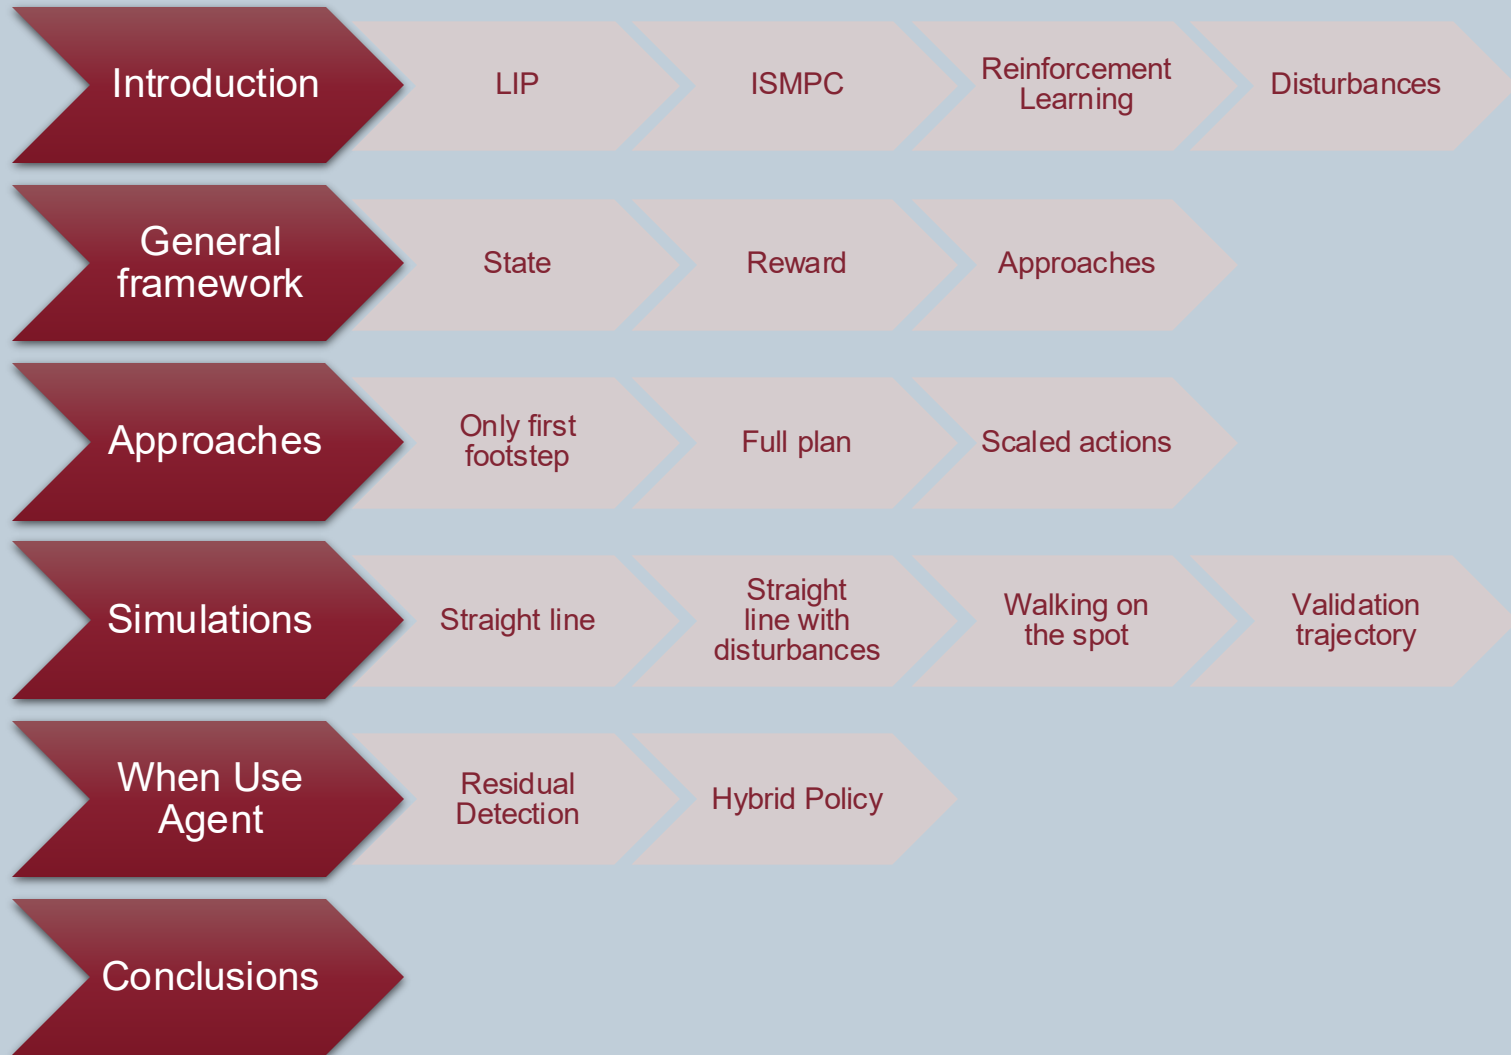 Introduction
LIP
ISMPC
Reinforcement
Learning
Disturbances
General
framework
State
Reward
Approaches
Approaches
Only first
footstep
Full plan
Scaled actions
Simulations
Straight line
Straight
line with
disturbances
Walking on
the spot
Validation
trajectory
When Use
Agent
Residual
Detection
Hybrid Policy
Conclusions